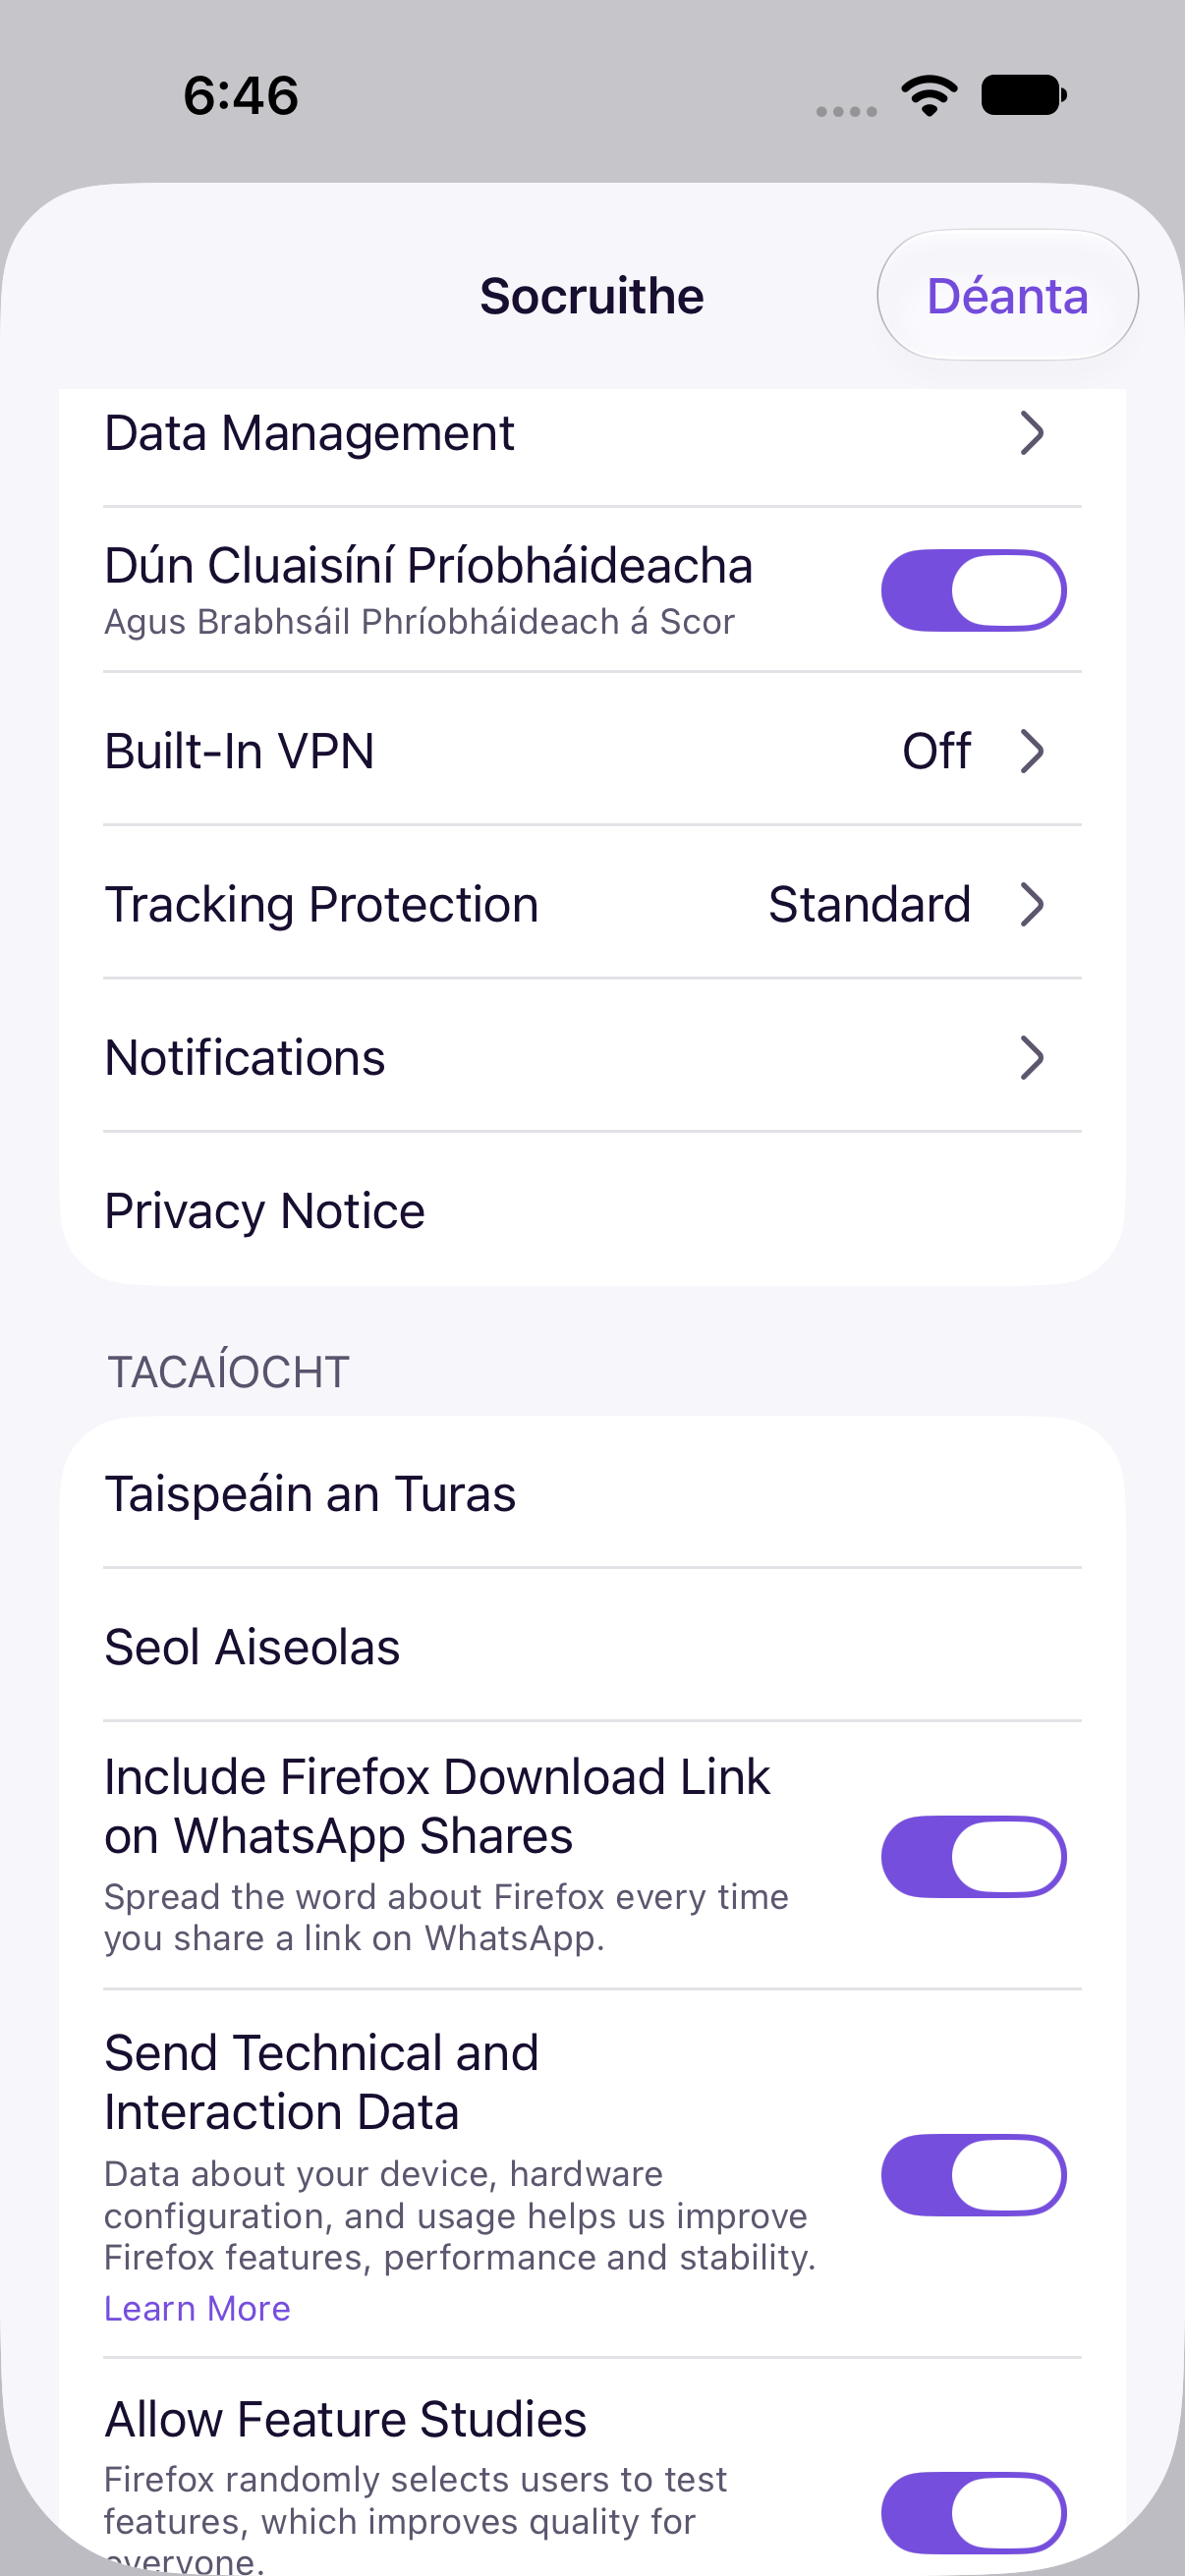 6:46
Socruithe
Déanta
Data Management
Dún Cluaisíní Príobháideacha
Agus Brabhsáil Phríobháideach á Scor
Built-In VPN
Off
Tracking Protection
Standard
Notifications
Privacy Notice
TACAÍOCHT
Taispeáin an Turas
Seol Aiseolas
Include Firefox Download Link
on WhatsApp Shares
Spread the word about Firefox every time
you share a link on WhatsApp.
Send Technical and
Interaction Data
Data about your device, hardware
configuration, and usage helps us improve
Firefox features, performance and stability.
Learn More
Allow Feature Studies
Firefox randomly selects users to test
features, which improves quality for
everyone.